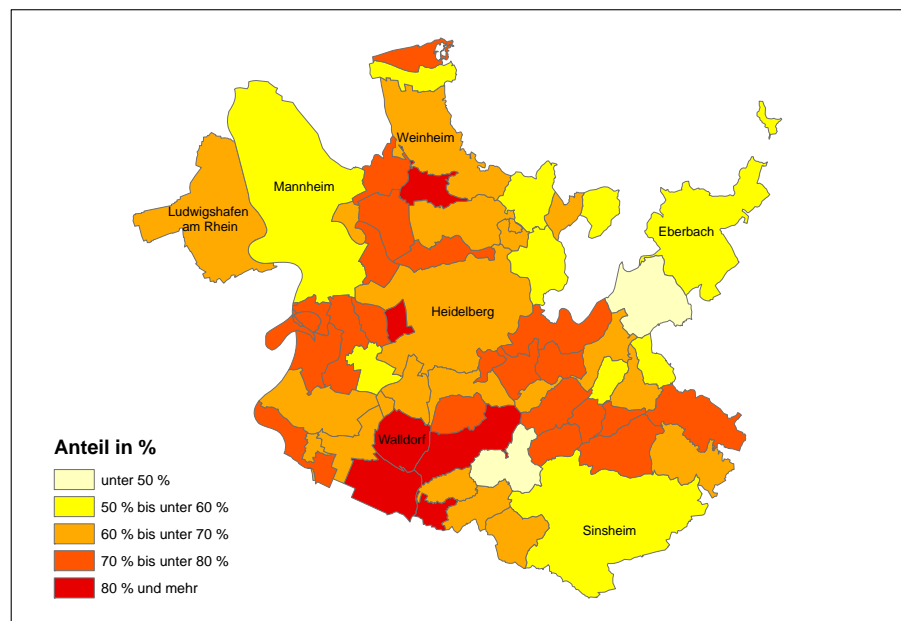 Weinheim
Mannheim
Ludwigshafen
am Rhein
Eberbach
Heidelberg
Walldorf
Sinsheim
Anteil in %
unter 50 %
50 % bis unter 60 %
60 % bis unter 70 %
70 % bis unter 80 %
80 % und mehr